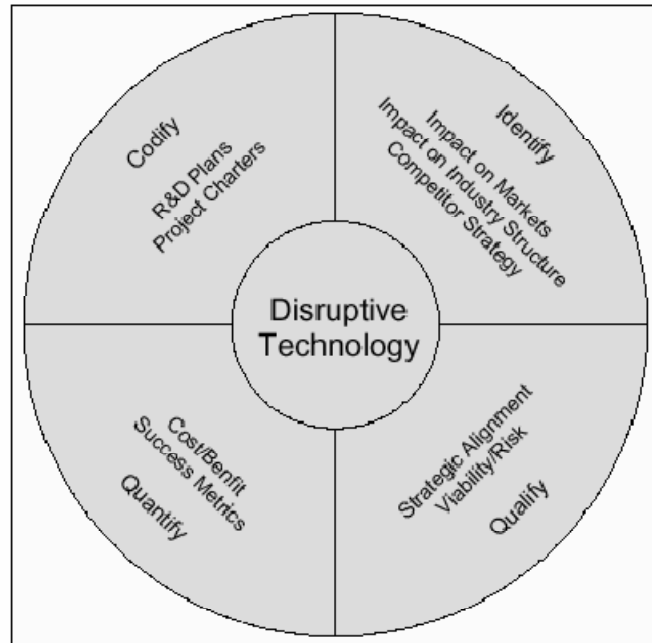 Codify
R&D Plans
Project Charters
Identify
Impact on Markets
Impact on Industry Structure
Competitor Strategy
Disruptive
Technology
Cost/Benfit
Success Metrics
Quantify
Strategic Alignment
Viability/Risk
Qualify